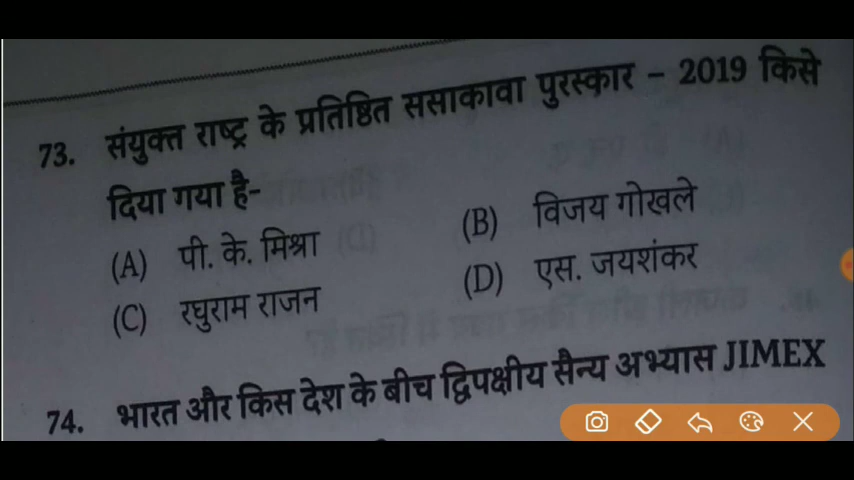 73. संयुक्त राष्ट्र के प्रतिष्ठित ससाकावा पुरस्कार – 2019 किसे
दिया गया है-
(A) पी. के. मिश्रा (B) विजय गोखले
(C) रघुराम राजन (D) एस. जयशंकर
74. भारत और किस देश के बीच द्विपक्षीय सैन्य अभ्यास JIMEX